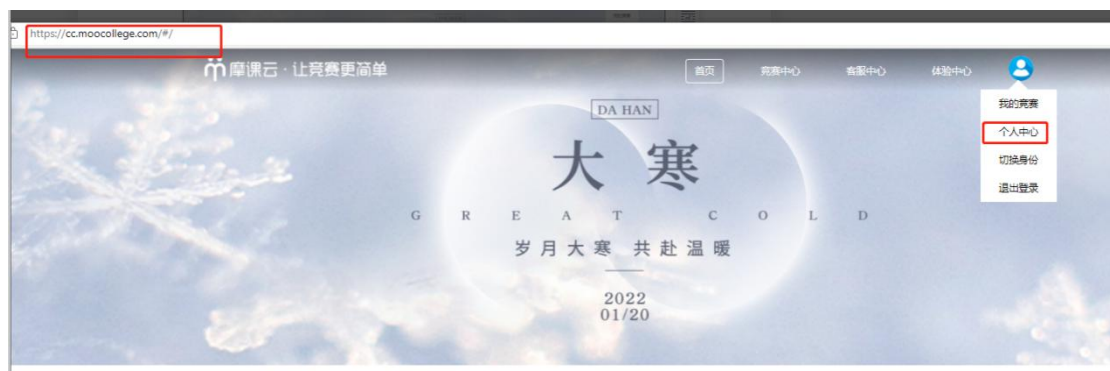 https://cc.moocollege.com/#/
摩课云·让竞赛更简单
首页 竞赛中心 客服中心 体验中心
我的竞赛
个人中心
切换身份
退出登录
DA HAN
大寒
GREAT COLD
岁月大寒 共赴温暖
2022
01/20